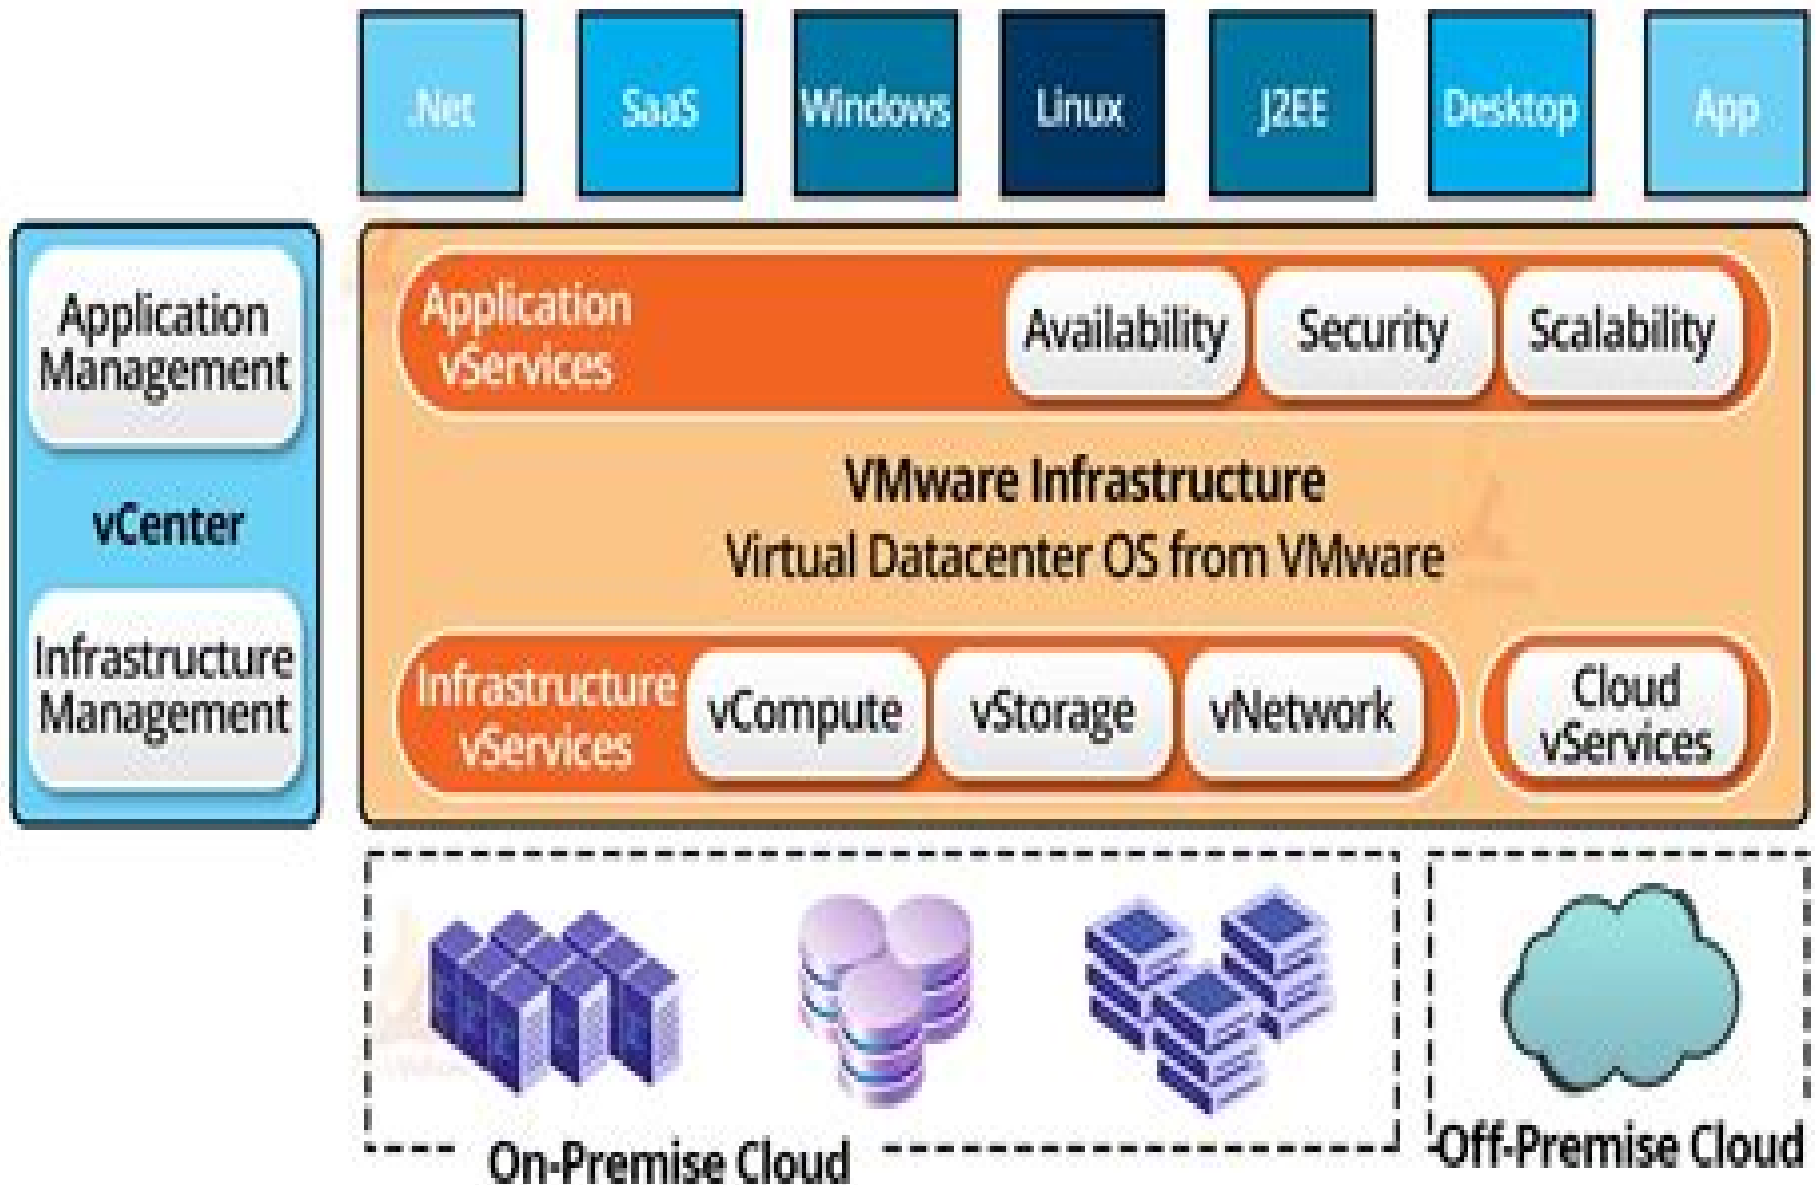 .Net
SaaS
Windows
Linux
J2EE
Desktop
App
Application
Management
vCenter
Infrastructure
Management
Application
vServices
Availability
Security
Scalability
VMware Infrastructure
Virtual Datacenter OS from VMware
Infrastructure
vServices
vCompute
vStorage
vNetwork
Cloud
vServices
On-Premise Cloud
Off-Premise Cloud